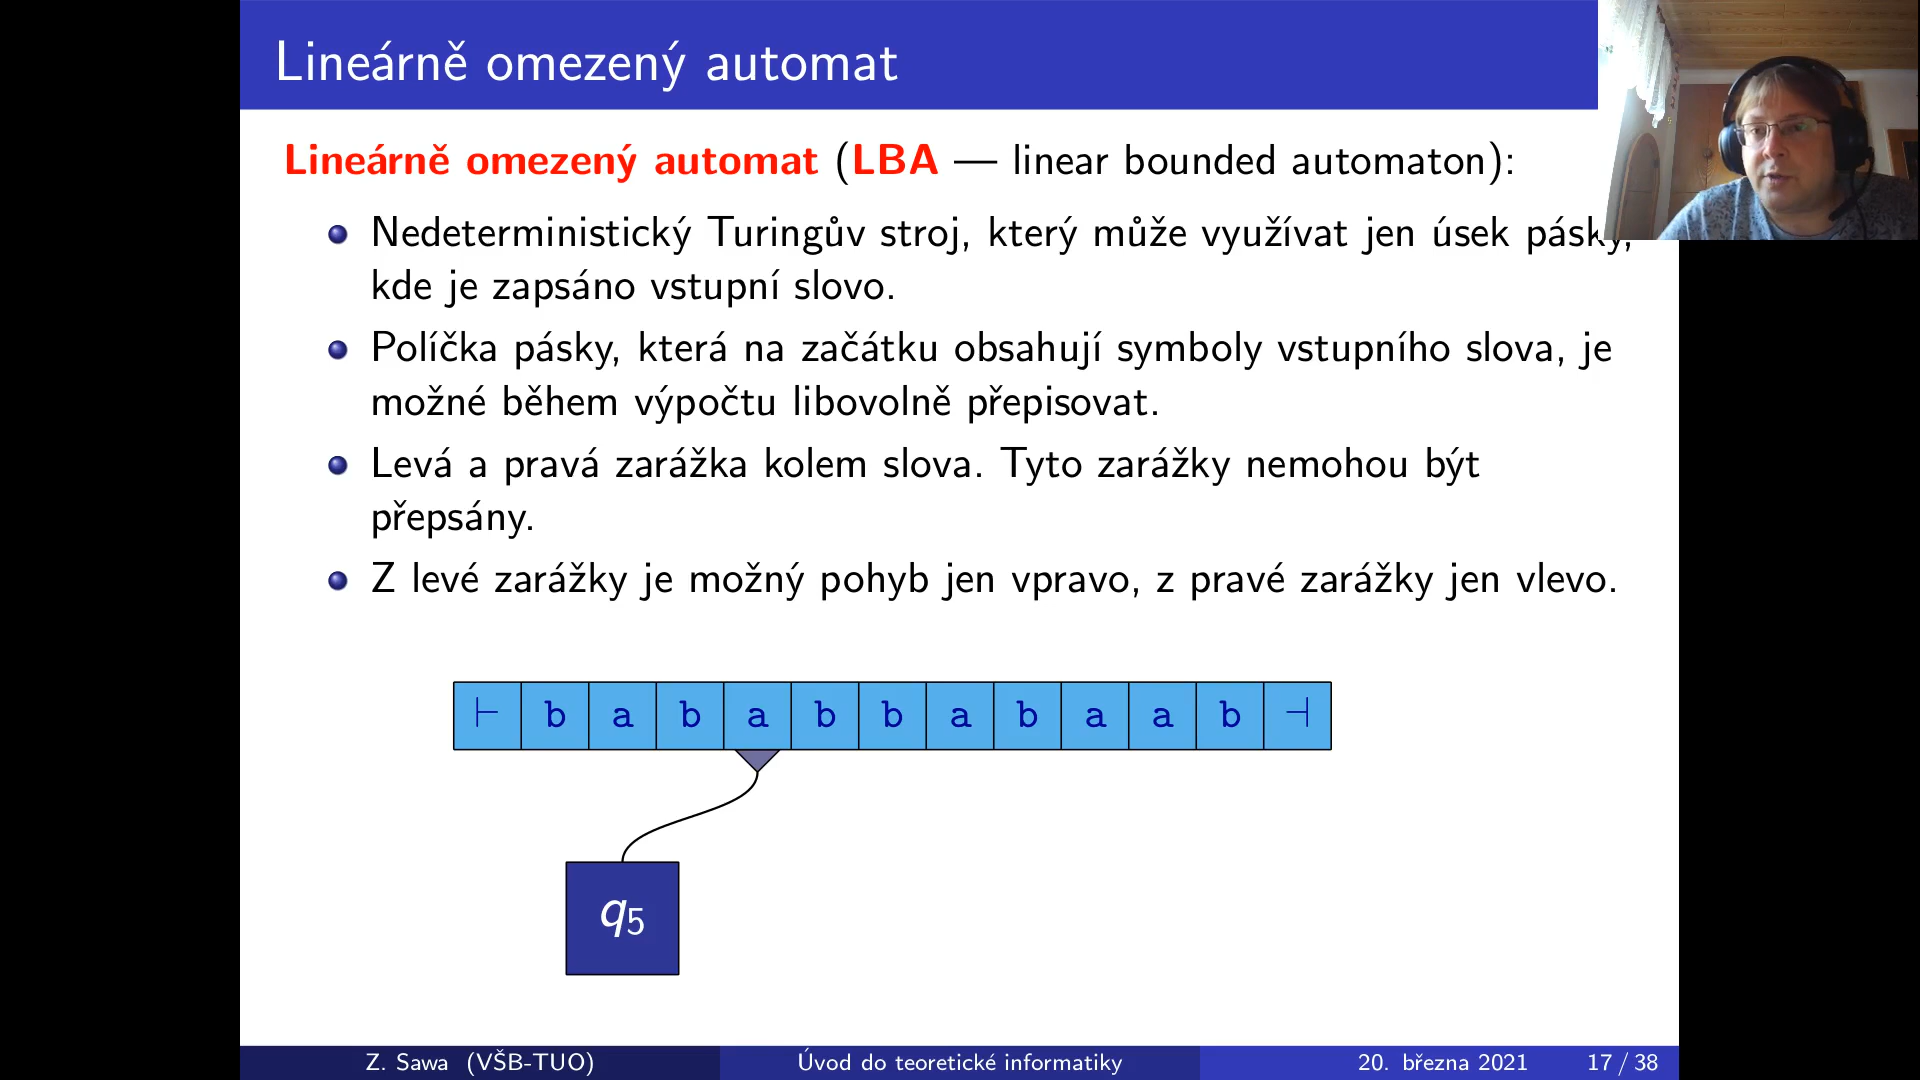 Lineárně omezený automat
Lineárně omezený automat (LBA — linear bounded automaton):
Nedeterministický Turingův stroj, který může využívat jen úsek pásky,
kde je zapsáno vstupní slovo.
Políčka pásky, která na začátku obsahují symboly vstupního slova, je
možné během výpočtu libovolně přepisovat.
Levá a pravá zarážka kolem slova. Tyto zarážky nemohou být
přepsány.
Z levé zarážky je možný pohyb jen vpravo, z pravé zarážky jen vlevo.
⊢ b a b a b b a b a a b ⊣
q₅
Z. Sawa (VŠB-TUO) Úvod do teoretické informatiky 20. března 2021 17 / 38